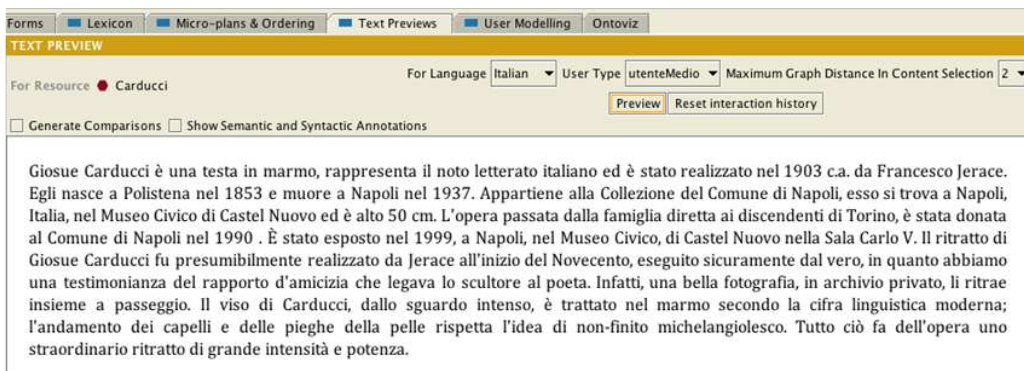 Forms Lexicon Micro-plans & Ordering Text Previews User Modelling Ontoviz
TEXT PREVIEW
For Language Italian User Type utenteMedio Maximum Graph Distance In Content Selection 2
For Resource Carducci
Preview Reset interaction history
Generate Comparisons Show Semantic and Syntactic Annotations
Giosue Carducci è una testa in marmo, rappresenta il noto letterato italiano ed è stato realizzato nel 1903 c.a. da Francesco Jerace.
Egli nasce a Polistena nel 1853 e muore a Napoli nel 1937. Appartiene alla Collezione del Comune di Napoli, esso si trova a Napoli,
Italia, nel Museo Civico di Castel Nuovo ed è alto 50 cm. L'opera passata dalla famiglia diretta ai discendenti di Torino, è stata donata
al Comune di Napoli nel 1990 . È stato esposto nel 1999, a Napoli, nel Museo Civico, di Castel Nuovo nella Sala Carlo V. Il ritratto di
Giosue Carducci fu presumibilmente realizzato da Jerace all'inizio del Novecento, eseguito sicuramente dal vero, in quanto abbiamo
una testimonianza del rapporto d'amicizia che legava lo scultore al poeta. Infatti, una bella fotografia, in archivio privato, li ritrae
insieme a passeggio. Il viso di Carducci, dallo sguardo intenso, è trattato nel marmo secondo la cifra linguistica moderna;
l'andamento dei capelli e delle pieghe della pelle rispetta l'idea di non-finito michelangiolesco. Tutto ciò fa dell'opera uno
straordinario ritratto di grande intensità e potenza.